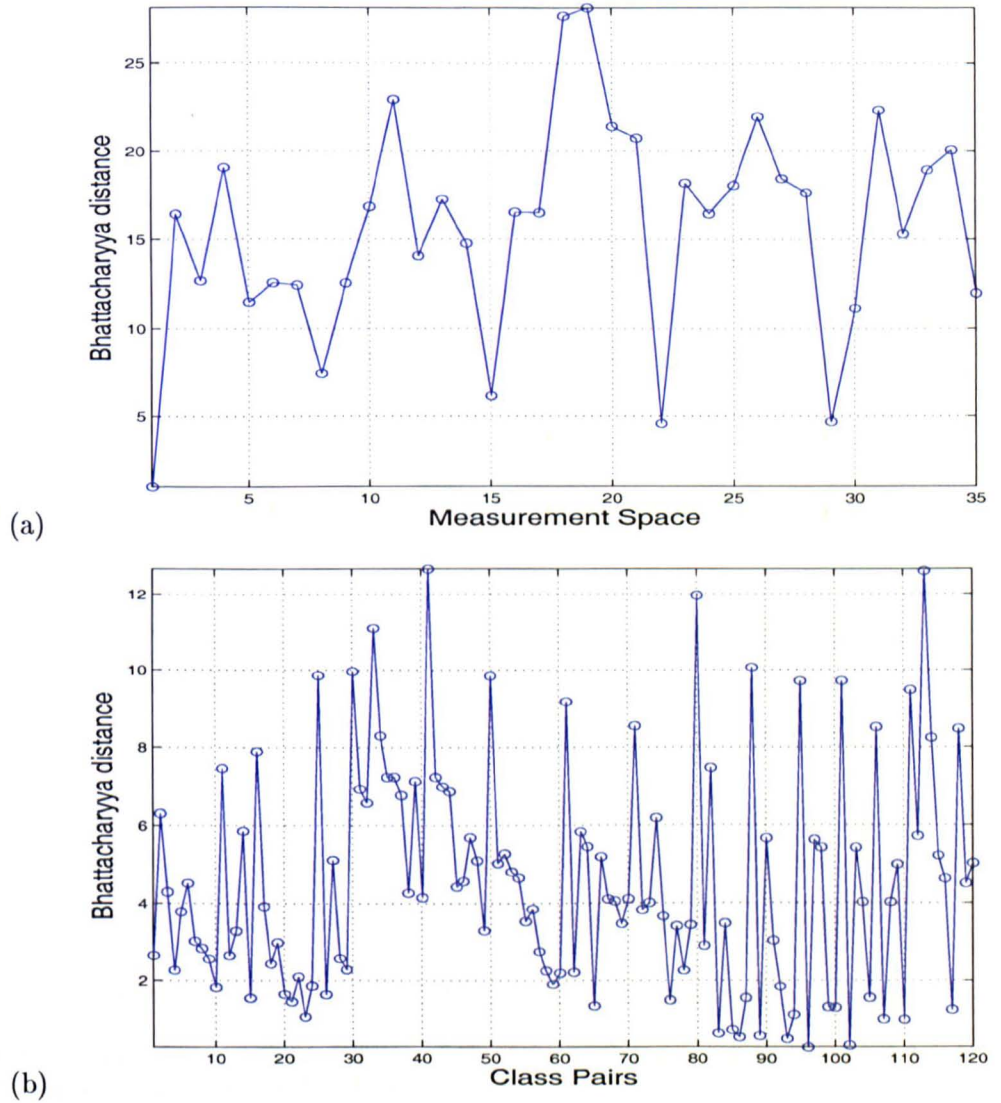 25
20
15
10
5
Bhattacharyya distance
5 10 15 20 25 30 35
Measurement Space
(a)
12
10
8
6
4
2
Bhattacharyya distance
10 20 30 40 50 60 70 80 90 100 110 120
Class Pairs
(b)